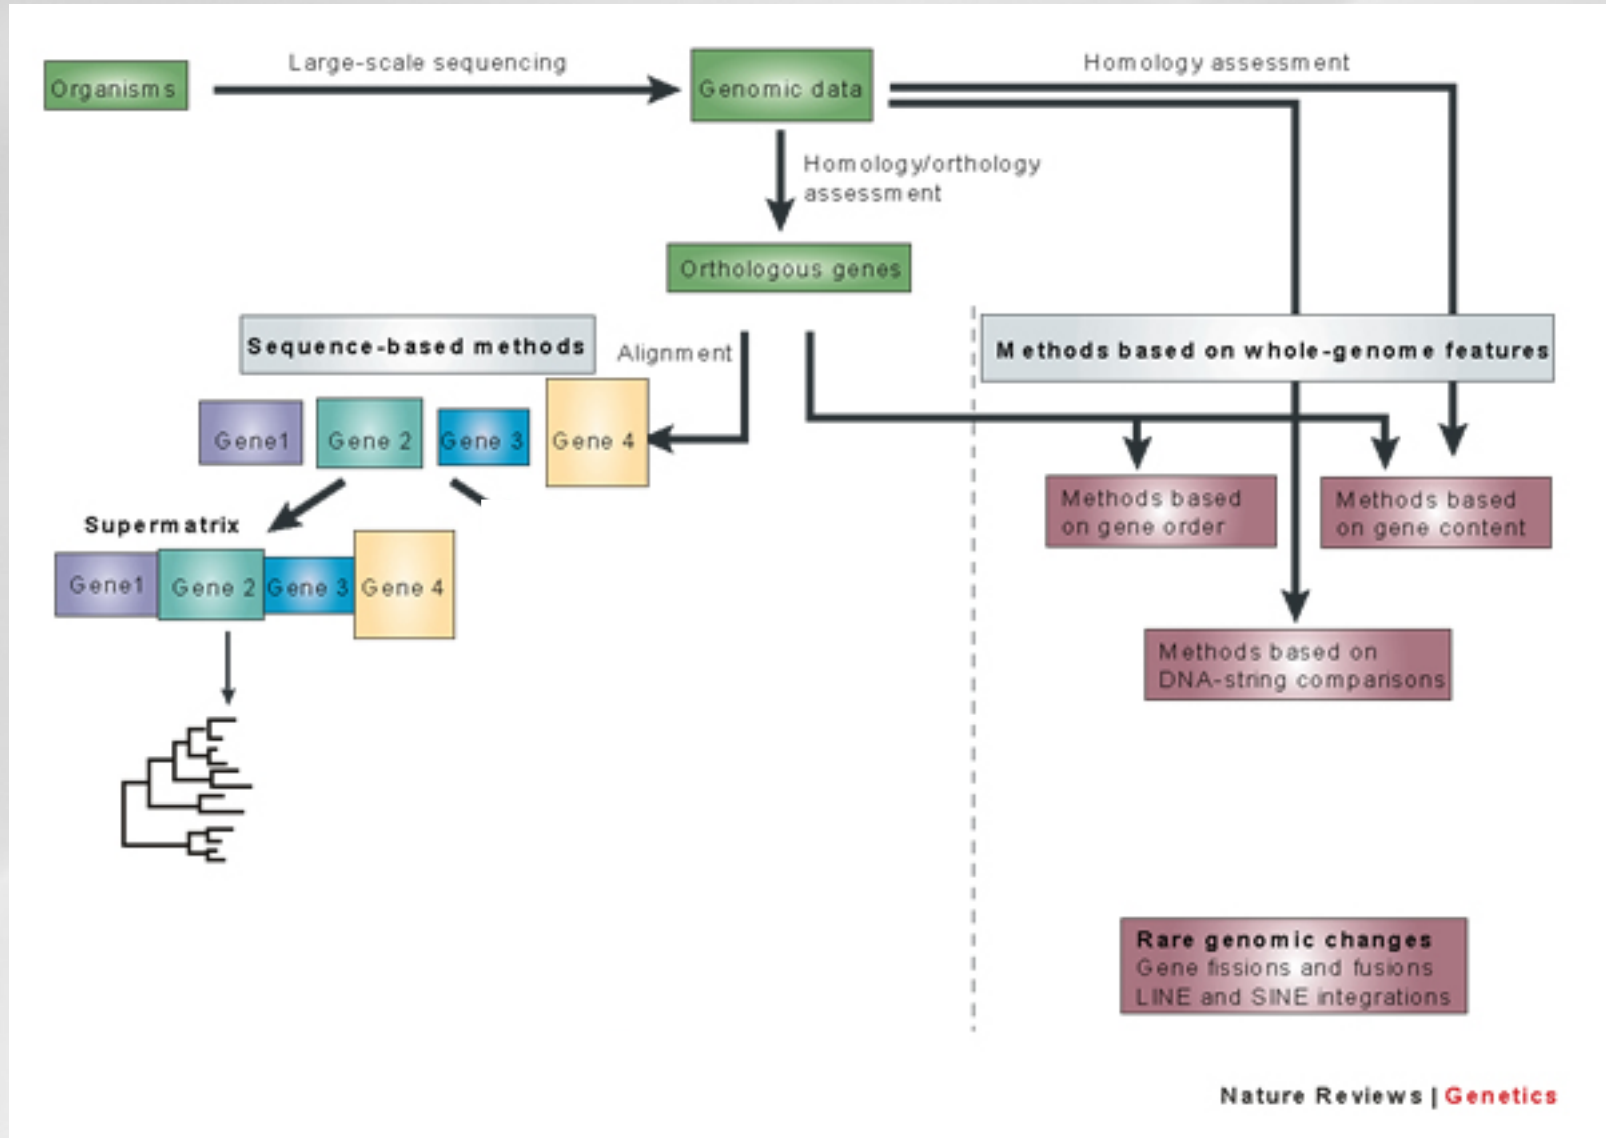 Organisms
Large-scale sequencing
Genomic data
Homology assessment
Homology/orthology
assessment
Orthologous genes
Sequence-based methods
Alignment
Methods based on whole-genome features
Gene1
Gene 2
Gene 3
Gene 4
Methods based
on gene order
Methods based
on gene content
Supermatrix
Gene1
Gene 2
Gene 3
Gene 4
Methods based on
DNA-string comparisons
Rare genomic changes
Gene fissions and fusions
LINE and SINE integrations
Nature Reviews | Genetics